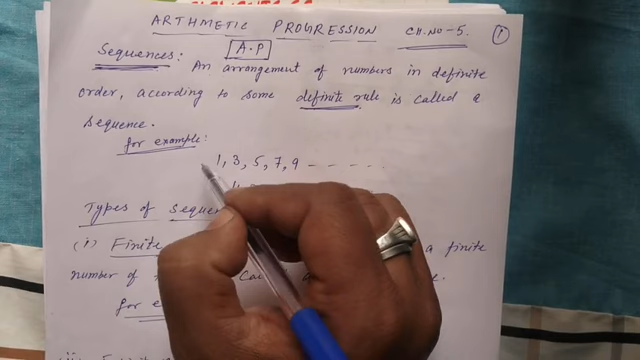 ARTHMETIC PROGRESSION CH.NO-5. 1
A.P
Sequences: An arrangement of numbers in definite
order, according to some definite rule is called a
sequence.
for example:
1, 3, 5, 7, 9 - - - - - -
Types of Seque
(i) Finite a finite
number of Call
for e